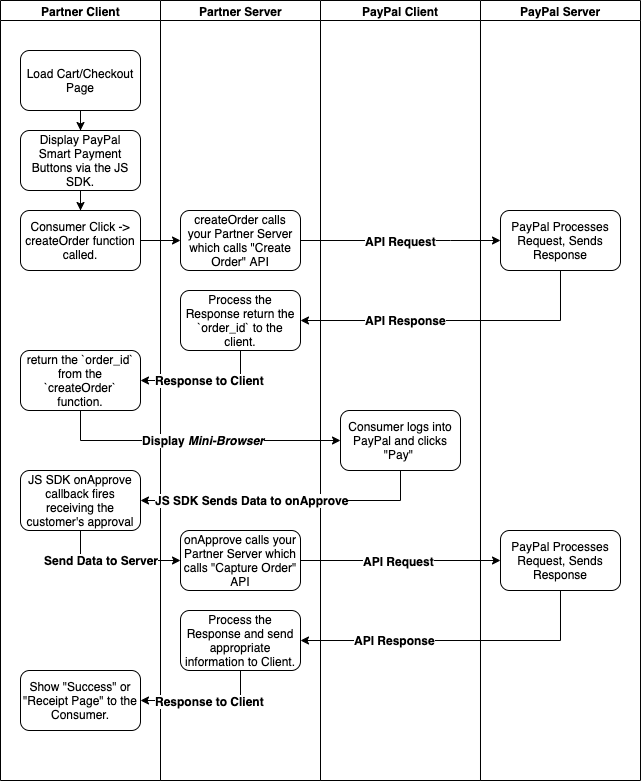 Partner Client
Partner Server
PayPal Client
PayPal Server
Load Cart/Checkout
Page
Display PayPal
Smart Payment
Buttons via the JS
SDK.
Consumer Click ->
createOrder function
called.
createOrder calls
your Partner Server
which calls "Create
Order" API
API Request
PayPal Processes
Request, Sends
Response
Process the
Response return the
`order_id` to the
client.
API Response
return the `order_id`
from the
`createOrder`
function.
Response to Client
Display Mini-Browser
Consumer logs into
PayPal and clicks
"Pay"
JS SDK onApprove
callback fires
receiving the
customer's approval
JS SDK Sends Data to onApprove
Send Data to Server
onApprove calls your
Partner Server which
calls "Capture Order"
API
API Request
PayPal Processes
Request, Sends
Response
Process the
Response and send
appropriate
information to Client.
API Response
Show "Success" or
"Receipt Page" to the
Consumer.
Response to Client